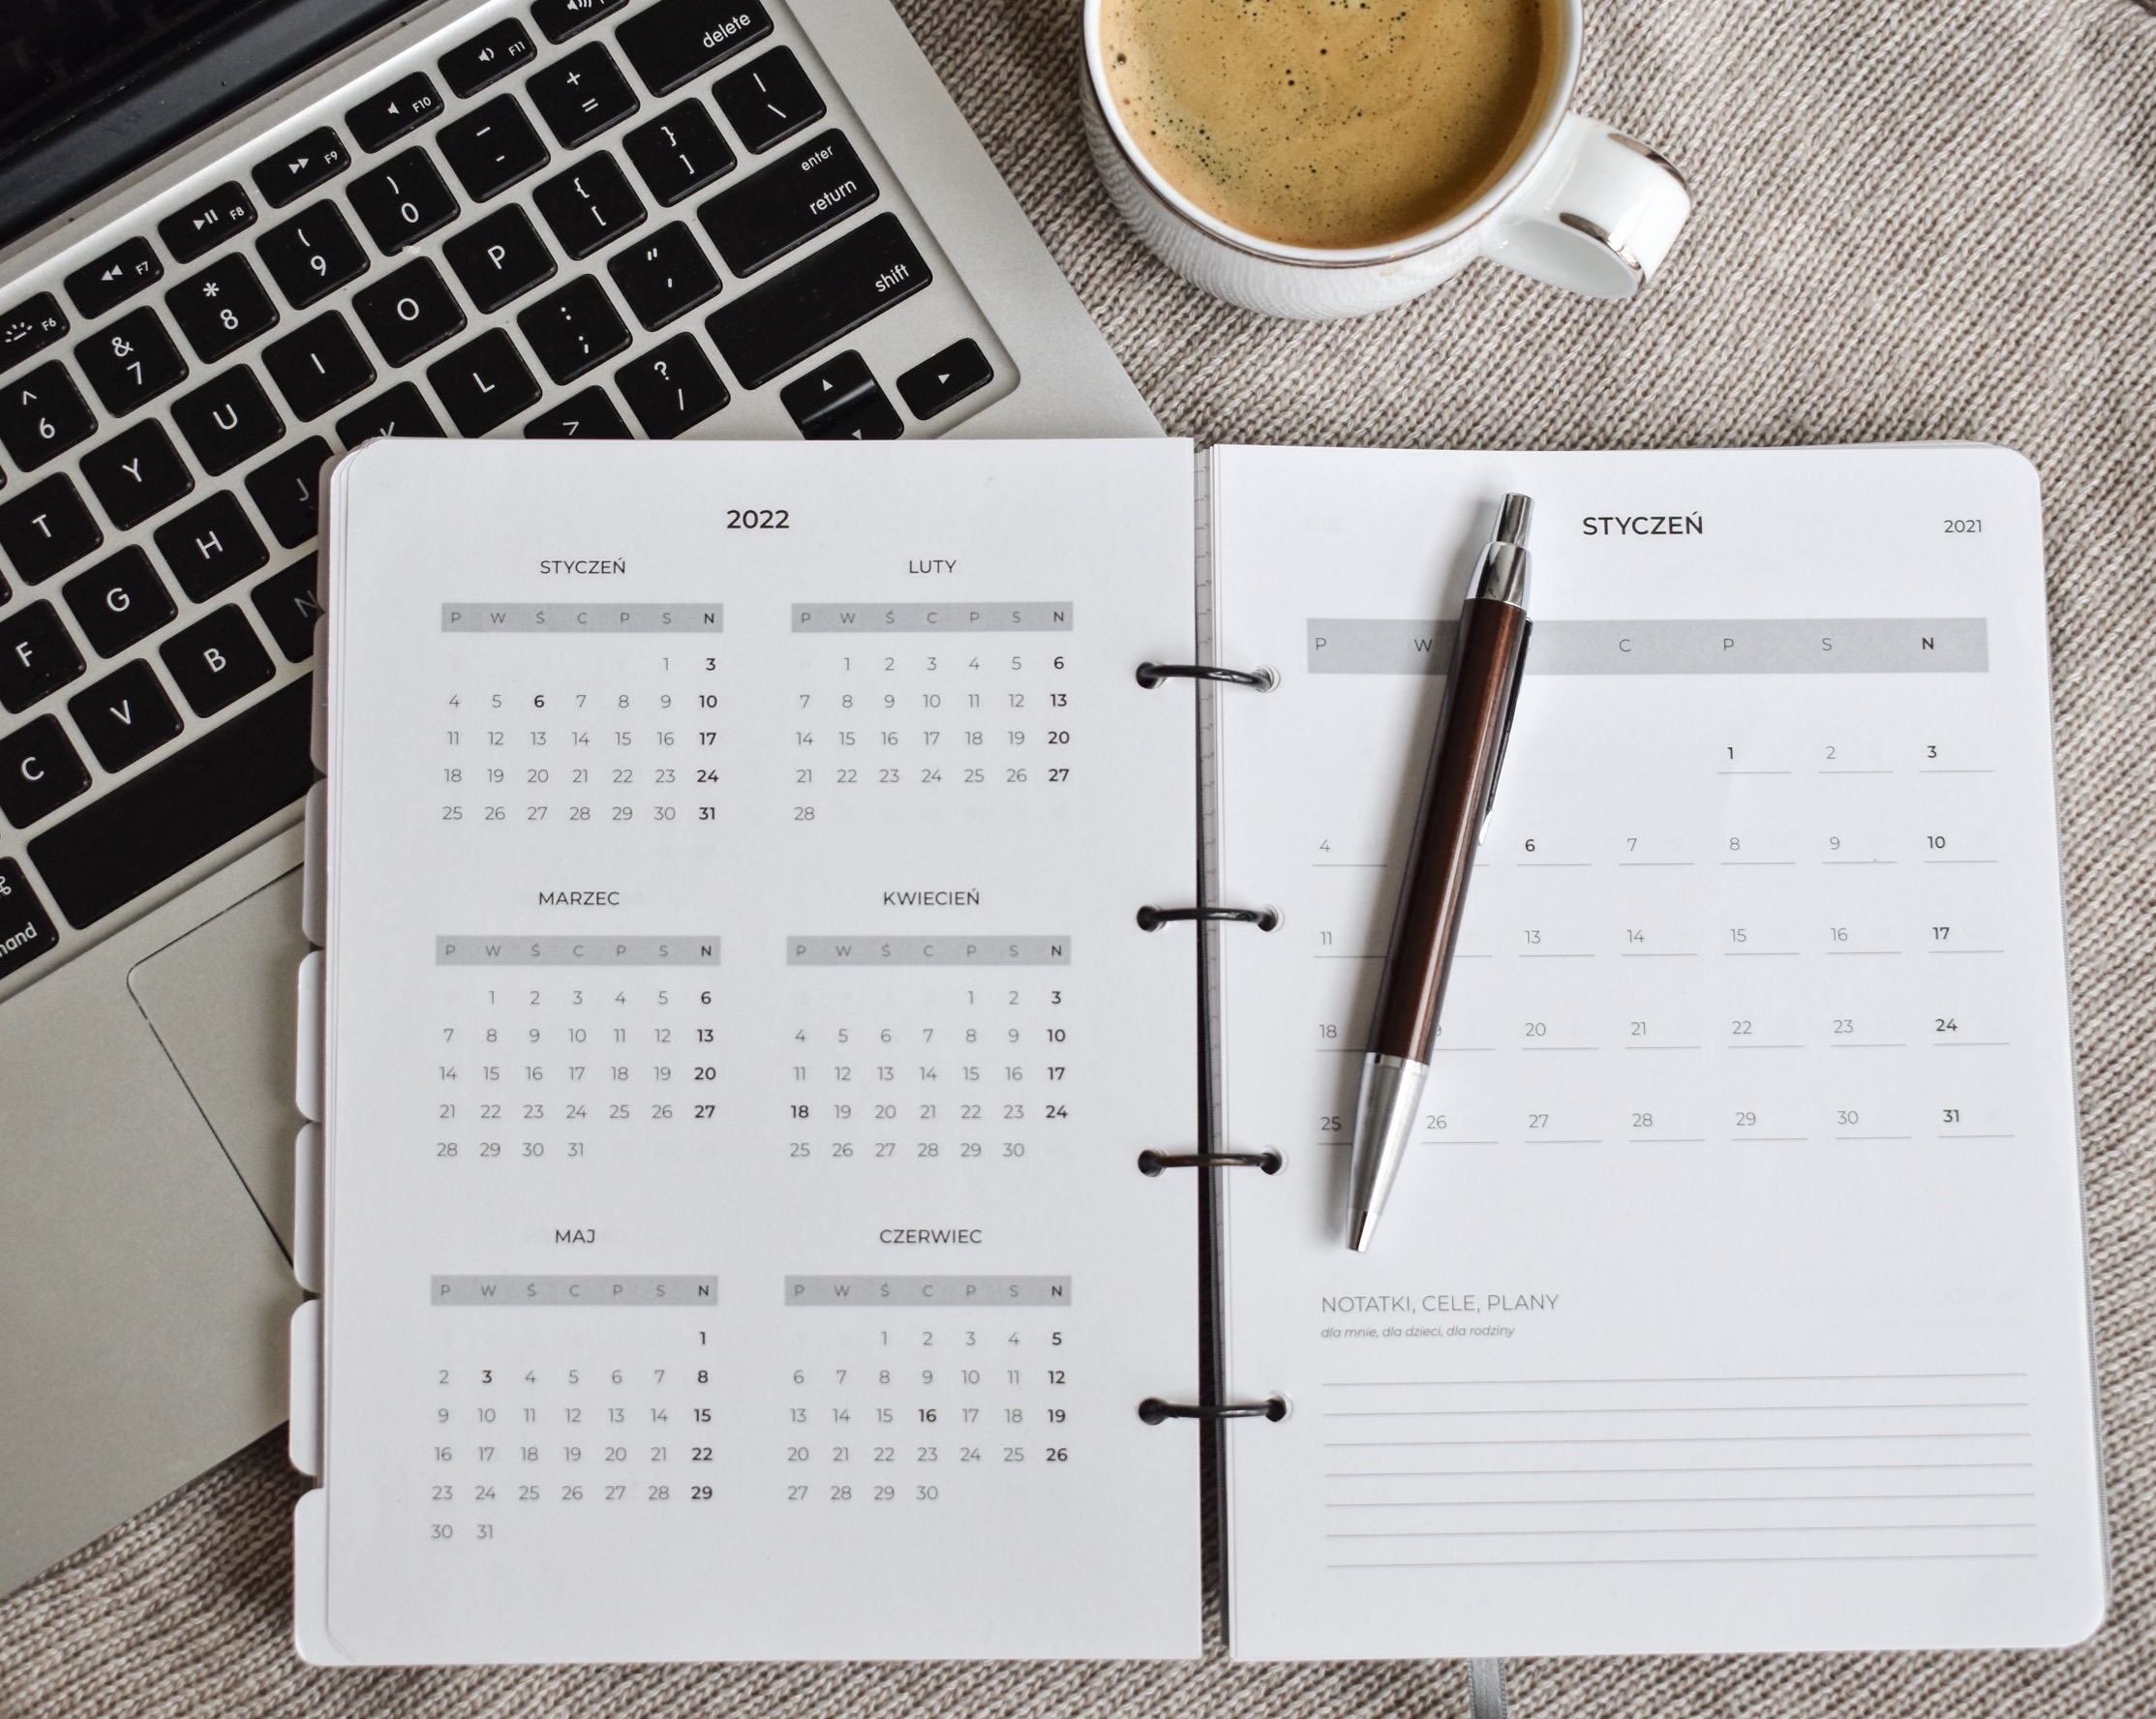 delete
F11
F10
+
=
|
\
F9
_
-
}
]
enter
return
F8
)
0
{
[
F7
(
9
P
"
'
shift
F6
*
8
O
:
;
&
7
I
L
?
/
^
6
U
K
>
Y
J
T
H
N
G
B
F
V
C
2022
STYCZEŃ LUTY
P W Ś C P S N P W Ś C P S N
1 3 1 2 3 4 5 6
4 5 6 7 8 9 10 7 8 9 10 11 12 13
11 12 13 14 15 16 17 14 15 16 17 18 19 20
18 19 20 21 22 23 24 21 22 23 24 25 26 27
25 26 27 28 29 30 31 28
MARZEC KWIECIEŃ
P W Ś C P S N P W Ś C P S N
1 2 3 4 5 6 1 2 3
7 8 9 10 11 12 13 4 5 6 7 8 9 10
14 15 16 17 18 19 20 11 12 13 14 15 16 17
21 22 23 24 25 26 27 18 19 20 21 22 23 24
28 29 30 31 25 26 27 28 29 30
MAJ CZERWIEC
P W Ś C P S N P W Ś C P S N
1 1 2 3 4 5
2 3 4 5 6 7 8 6 7 8 9 10 11 12
9 10 11 12 13 14 15 13 14 15 16 17 18 19
16 17 18 19 20 21 22 20 21 22 23 24 25 26
23 24 25 26 27 28 29 27 28 29 30
30 31
STYCZEŃ 2021
P W C P S N
1 2 3
4 6 7 8 9 10
11 13 14 15 16 17
18 20 21 22 23 24
25 26 27 28 29 30 31
NOTATKI, CELE, PLANY
dla mnie, dla dzieci, dla rodziny